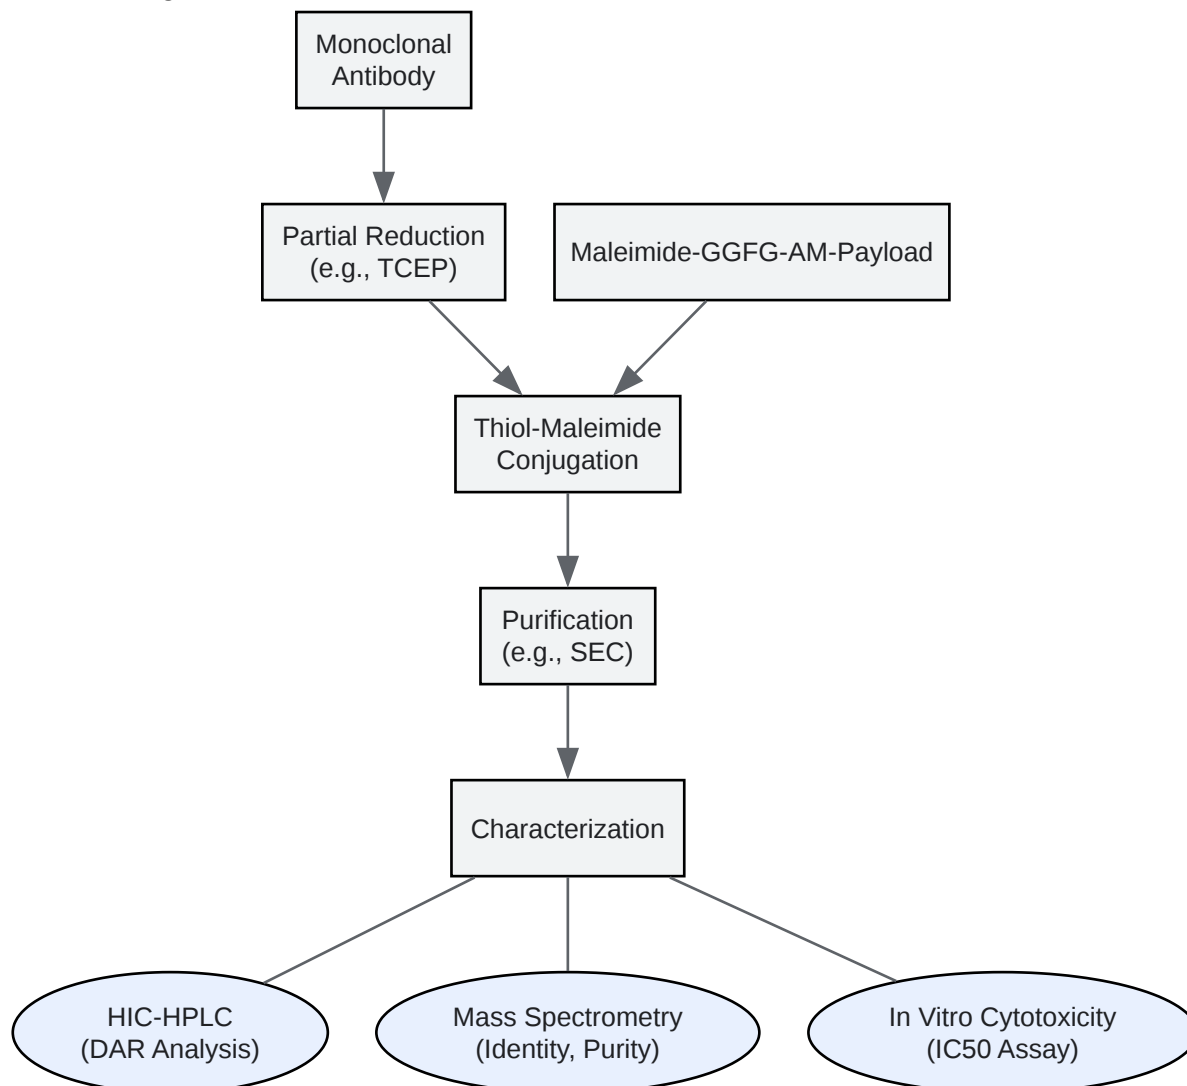 Monoclonal
Antibody
Partial Reduction
(e.g., TCEP)
Maleimide-GGFG-AM-Payload
Thiol-Maleimide
Conjugation
Purification
(e.g., SEC)
Characterization
HIC-HPLC
(DAR Analysis)
Mass Spectrometry
(Identity, Purity)
In Vitro Cytotoxicity
(IC50 Assay)